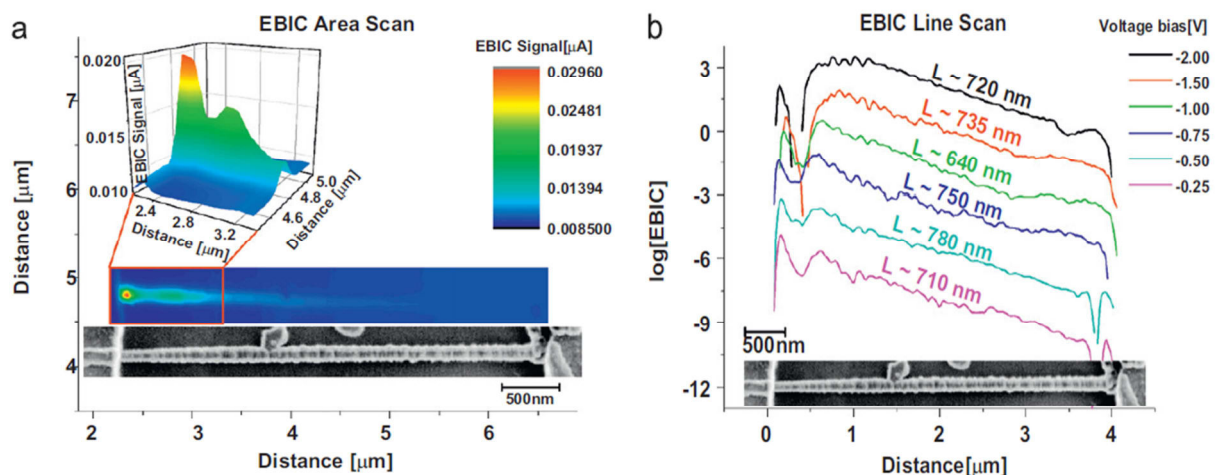 a
EBIC Area Scan
EBIC Signal[μA]
0.02960
0.02481
0.01937
0.01394
0.008500
0.020
0.015
0.010
EBIC Signal [μA]
2.4
2.8
3.2
Distance [μm]
4.6
4.8
5.0
Distance [μm]
7
6
5
4
Distance [μm]
500nm
2
3
4
5
6
Distance [μm]
b
EBIC Line Scan
Voltage bias[V]
-2.00
-1.50
-1.00
-0.75
-0.50
-0.25
3
0
-3
-6
-9
-12
log[EBIC]
L ~ 720 nm
L ~ 735 nm
L ~ 640 nm
L ~ 750 nm
L ~ 780 nm
L ~ 710 nm
500nm
0
1
2
3
4
Distance[μm]